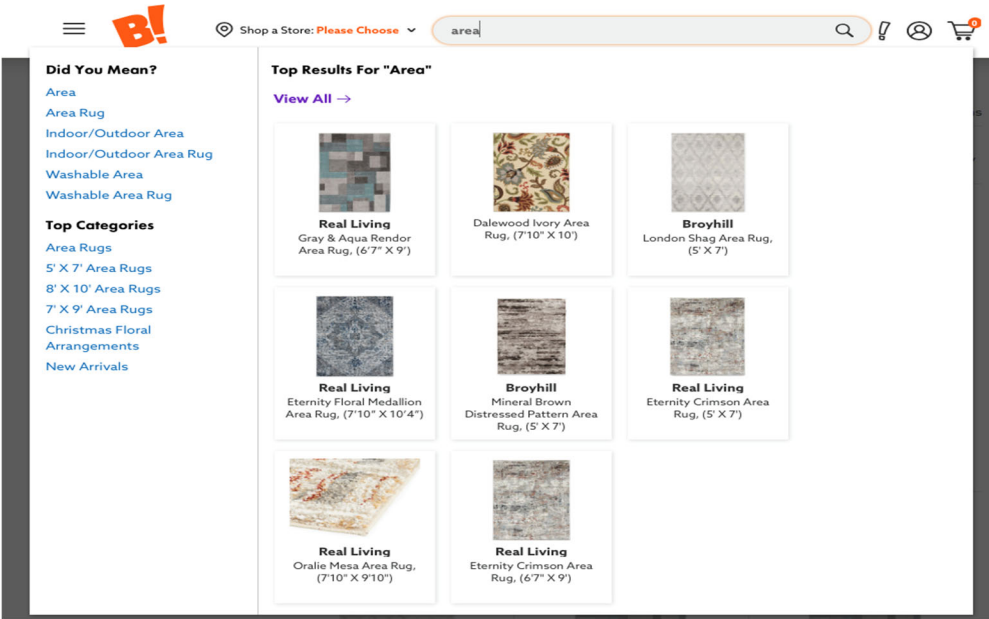 B!
Shop a Store: Please Choose
area
0
Did You Mean?
Area
Area Rug
Indoor/Outdoor Area
Indoor/Outdoor Area Rug
Washable Area
Washable Area Rug
Top Categories
Area Rugs
5' X 7' Area Rugs
8' X 10' Area Rugs
7' X 9' Area Rugs
Christmas Floral
Arrangements
New Arrivals
Top Results For "Area"
View All →
Real Living
Gray & Aqua Rendor
Area Rug, (6’7” X 9’)
Dalewood Ivory Area
Rug, (7'10" X 10')
Broyhill
London Shag Area Rug,
(5' X 7')
Real Living
Eternity Floral Medallion
Area Rug, (7’10” X 10’4”)
Broyhill
Mineral Brown
Distressed Pattern Area
Rug, (5' X 7')
Real Living
Eternity Crimson Area
Rug, (5' X 7')
Real Living
Oralie Mesa Area Rug,
(7'10" X 9'10")
Real Living
Eternity Crimson Area
Rug, (6'7" X 9')